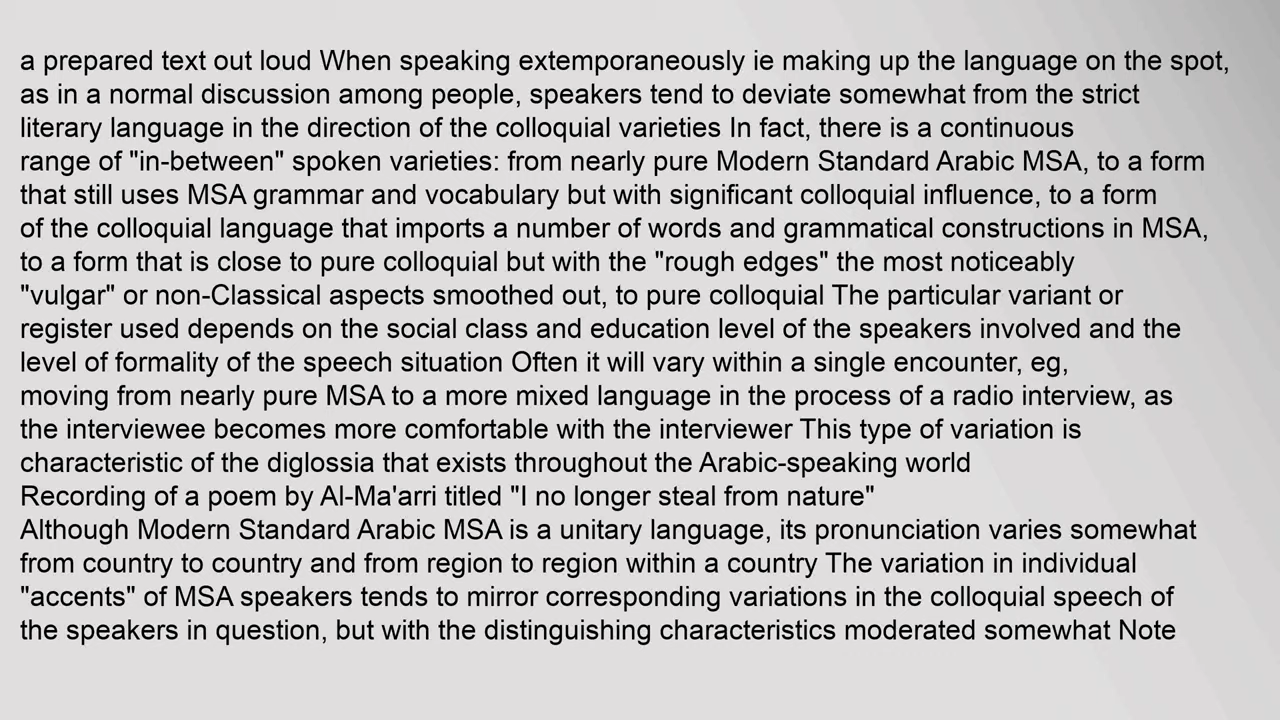 a prepared text out loud When speaking extemporaneously ie making up the language on the spot,
as in a normal discussion among people, speakers tend to deviate somewhat from the strict
literary language in the direction of the colloquial varieties In fact, there is a continuous
range of "in-between" spoken varieties: from nearly pure Modern Standard Arabic MSA, to a form
that still uses MSA grammar and vocabulary but with significant colloquial influence, to a form
of the colloquial language that imports a number of words and grammatical constructions in MSA,
to a form that is close to pure colloquial but with the "rough edges" the most noticeably
"vulgar" or non-Classical aspects smoothed out, to pure colloquial The particular variant or
register used depends on the social class and education level of the speakers involved and the
level of formality of the speech situation Often it will vary within a single encounter, eg,
moving from nearly pure MSA to a more mixed language in the process of a radio interview, as
the interviewee becomes more comfortable with the interviewer This type of variation is
characteristic of the diglossia that exists throughout the Arabic-speaking world
Recording of a poem by Al-Ma'arri titled "I no longer steal from nature"
Although Modern Standard Arabic MSA is a unitary language, its pronunciation varies somewhat
from country to country and from region to region within a country The variation in individual
"accents" of MSA speakers tends to mirror corresponding variations in the colloquial speech of
the speakers in question, but with the distinguishing characteristics moderated somewhat Note